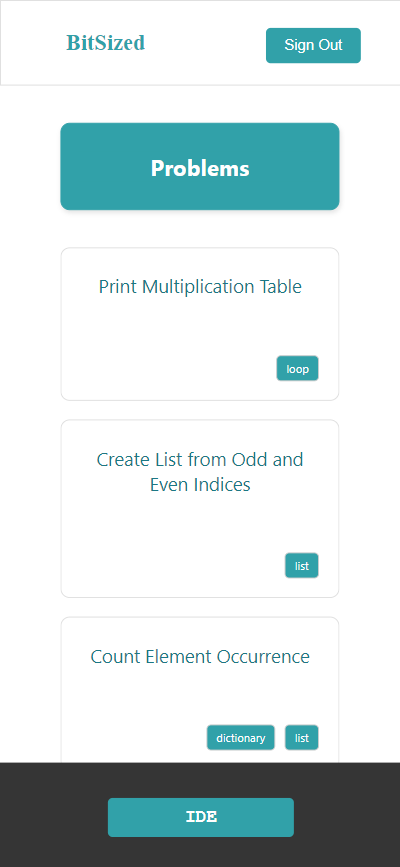 BitSized
Sign Out
Problems
Print Multiplication Table
loop
Create List from Odd and
Even Indices
list
Count Element Occurrence
dictionary
list
IDE